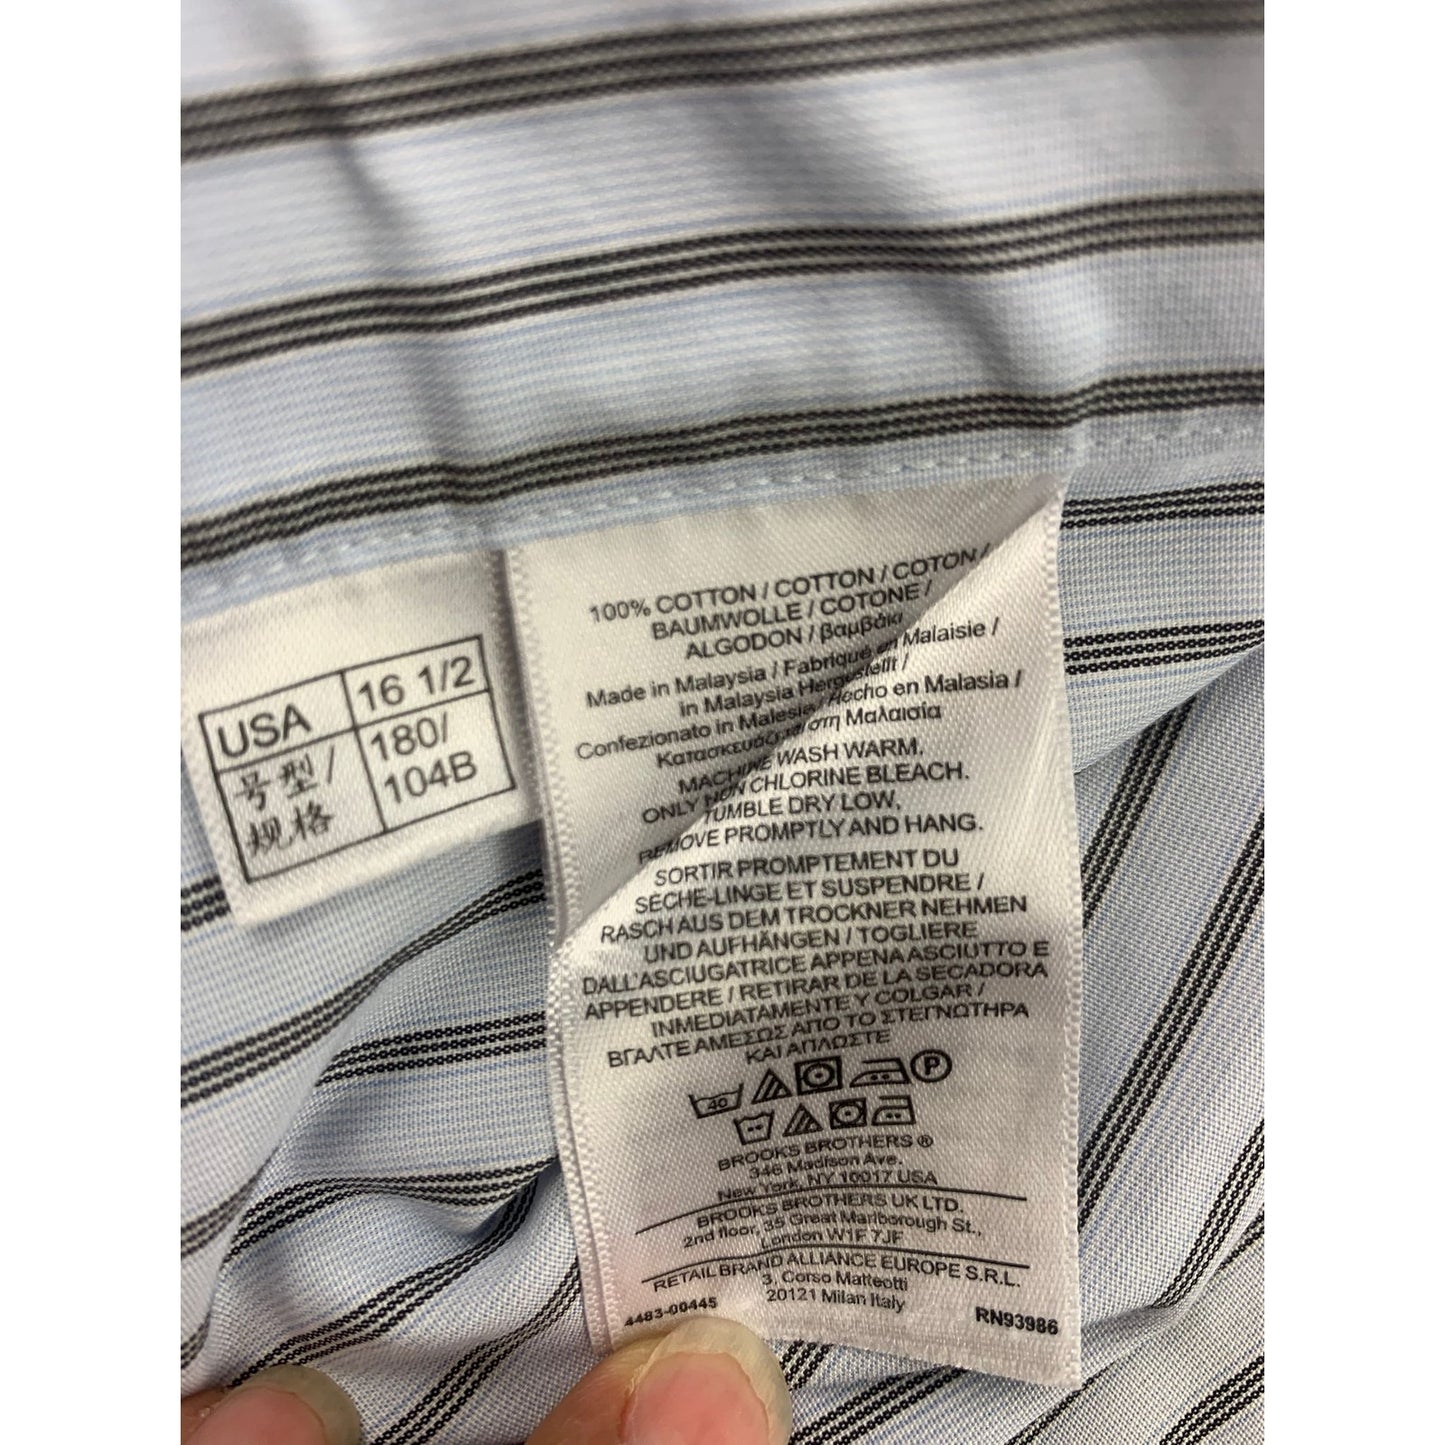 USA 16 1/2
号型/ 180/
规格 104B
100% COTTON / COTTON / COTON /
BAUMWOLLE / COTONE /
ALGODON / βαμβάκι
Made in Malaysia / Fabriqué en Malaisie /
in Malaysia Hergestellt /
Confezionato in Malesia / Hecho en Malasia /
στη Μαλαισία
MACHINE WASH WARM.
ONLY NON CHLORINE BLEACH.
TUMBLE DRY LOW,
REMOVE PROMPTLY AND HANG.
SORTIR PROMPTEMENT DU
SÈCHE-LINGE ET SUSPENDRE /
RASCH AUS DEM TROCKNER NEHMEN
UND AUFHÄNGEN / TOGLIERE
DALL'ASCIUGATRICE APPENA ASCIUTTO E
APPENDERE / RETIRAR DE LA SECADORA
INMEDIATAMENTE Y COLGAR /
ΒΓΑΛΤΕ ΑΜΕΣΩΣ ΑΠΟ ΤΟ ΣΤΕΓΝΩΤΗΡΑ
ΚΑΙ ΑΠΛΩΣΤΕ
40 P
BROOKS BROTHERS ®
346 Madison Ave.
New York, NY 10017 USA
BROOKS BROTHERS UK LTD.
2nd floor, 35 Great Marlborough St.,
London W1F 7JF
RETAIL BRAND ALLIANCE EUROPE S.R.L.
3, Corso Matteotti
20121 Milan Italy
4483-00445 RN93986